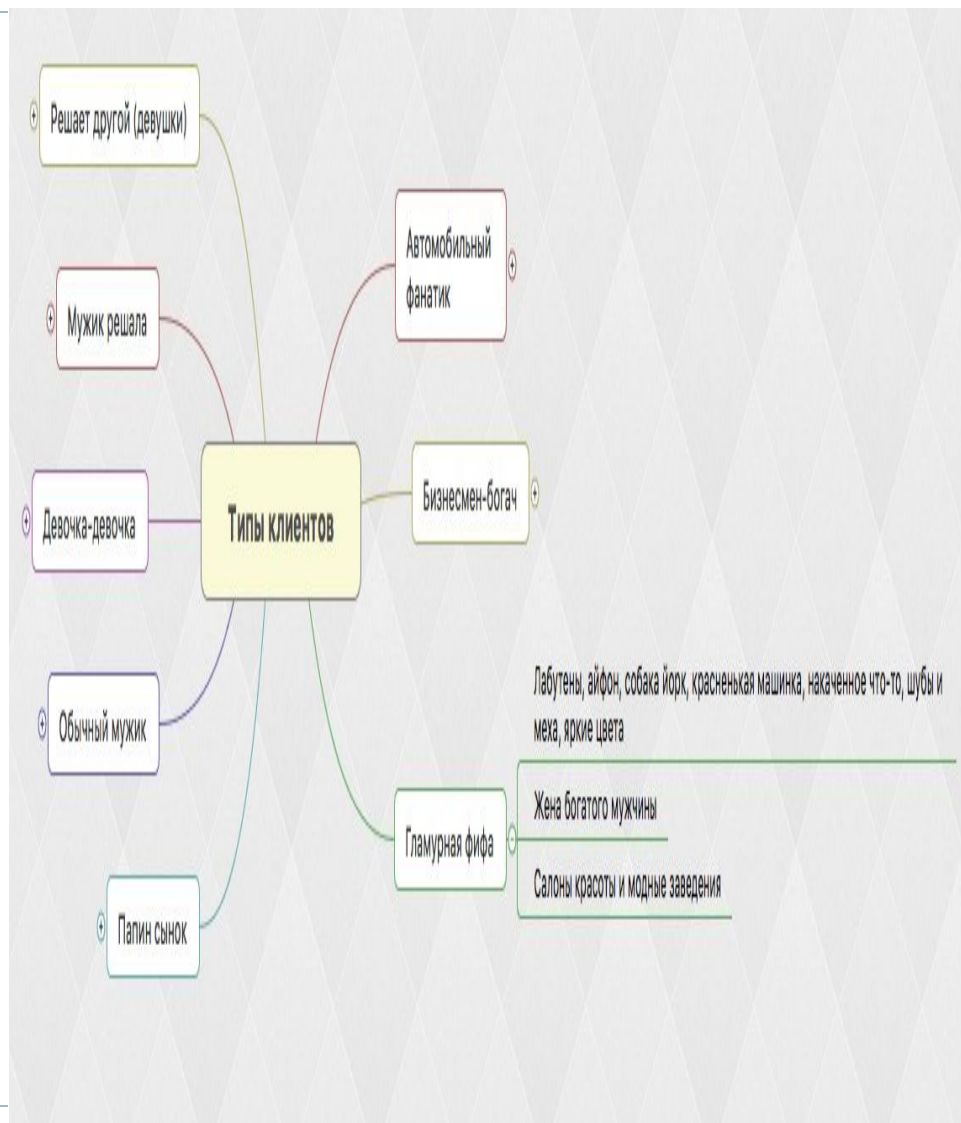 Решает другой (девушки)
Автомобильный
фанатик
Мужик решала
Бизнесмен-богач
Типы клиентов
Девочка-девочка
Лабутены, айфон, собака йорк, красненькая машинка, накаченное что-то, шубы и
меха, яркие цвета
Обычный мужик
Жена богатого мужчины
Гламурная фифа
Салоны красоты и модные заведения
Папин сынок